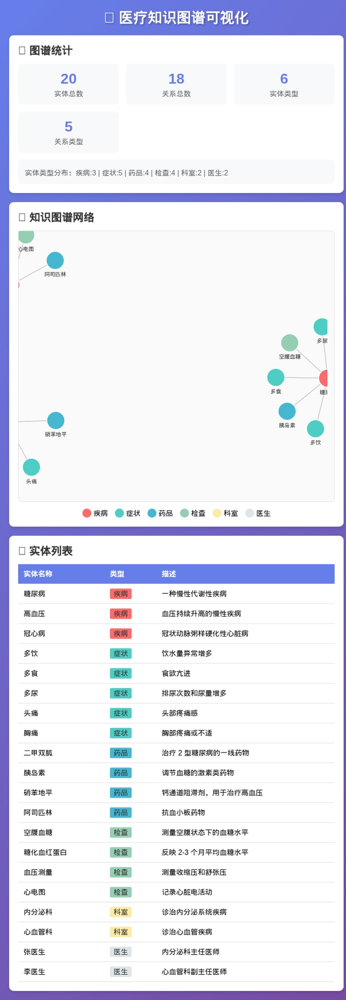 医疗知识图谱可视化
图谱统计
20
实体总数
18
关系总数
6
实体类型
5
关系类型
实体类型分布：疾病:3 | 症状:5 | 药品:4 | 检查:4 | 科室:2 | 医生:2
知识图谱网络
心电图
阿司匹林
多尿
空腹血糖
多食
糖
胰岛素
硝苯地平
多饮
头痛
疾病 症状 药品 检查 科室 医生
实体列表
实体名称 类型 描述
糖尿病 疾病 一种慢性代谢性疾病
高血压 疾病 血压持续升高的慢性疾病
冠心病 疾病 冠状动脉粥样硬化性心脏病
多饮 症状 饮水量异常增多
多食 症状 食欲亢进
多尿 症状 排尿次数和尿量增多
头痛 症状 头部疼痛感
胸痛 症状 胸部疼痛或不适
二甲双胍 药品 治疗 2 型糖尿病的一线药物
胰岛素 药品 调节血糖的激素类药物
硝苯地平 药品 钙通道阻滞剂，用于治疗高血压
阿司匹林 药品 抗血小板药物
空腹血糖 检查 测量空腹状态下的血糖水平
糖化血红蛋白 检查 反映 2-3 个月平均血糖水平
血压测量 检查 测量收缩压和舒张压
心电图 检查 记录心脏电活动
内分泌科 科室 诊治内分泌系统疾病
心血管科 科室 诊治心血管疾病
张医生 医生 内分泌科主任医师
李医生 医生 心血管科副主任医师